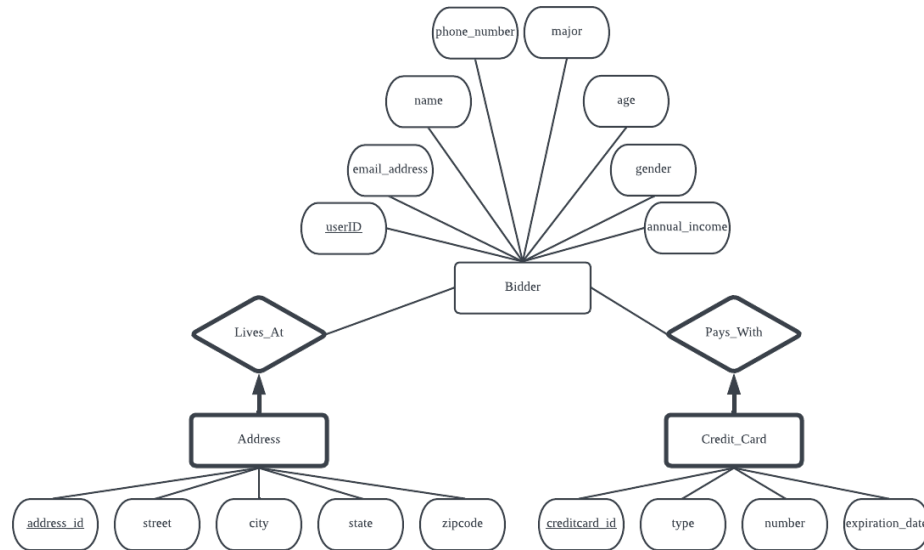 phone_number
major
name
age
email_address
gender
userID
annual_income
Bidder
Lives_At
Pays_With
Address
Credit_Card
address_id
street
city
state
zipcode
creditcard_id
type
number
expiration_date